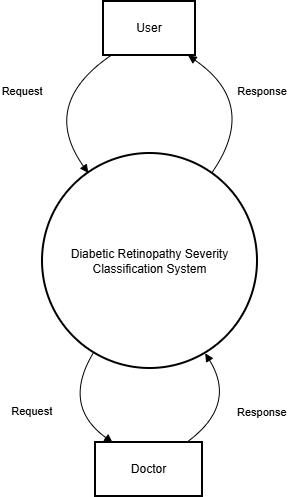 User
Request
Response
Diabetic Retinopathy Severity
Classification System
Request
Response
Doctor